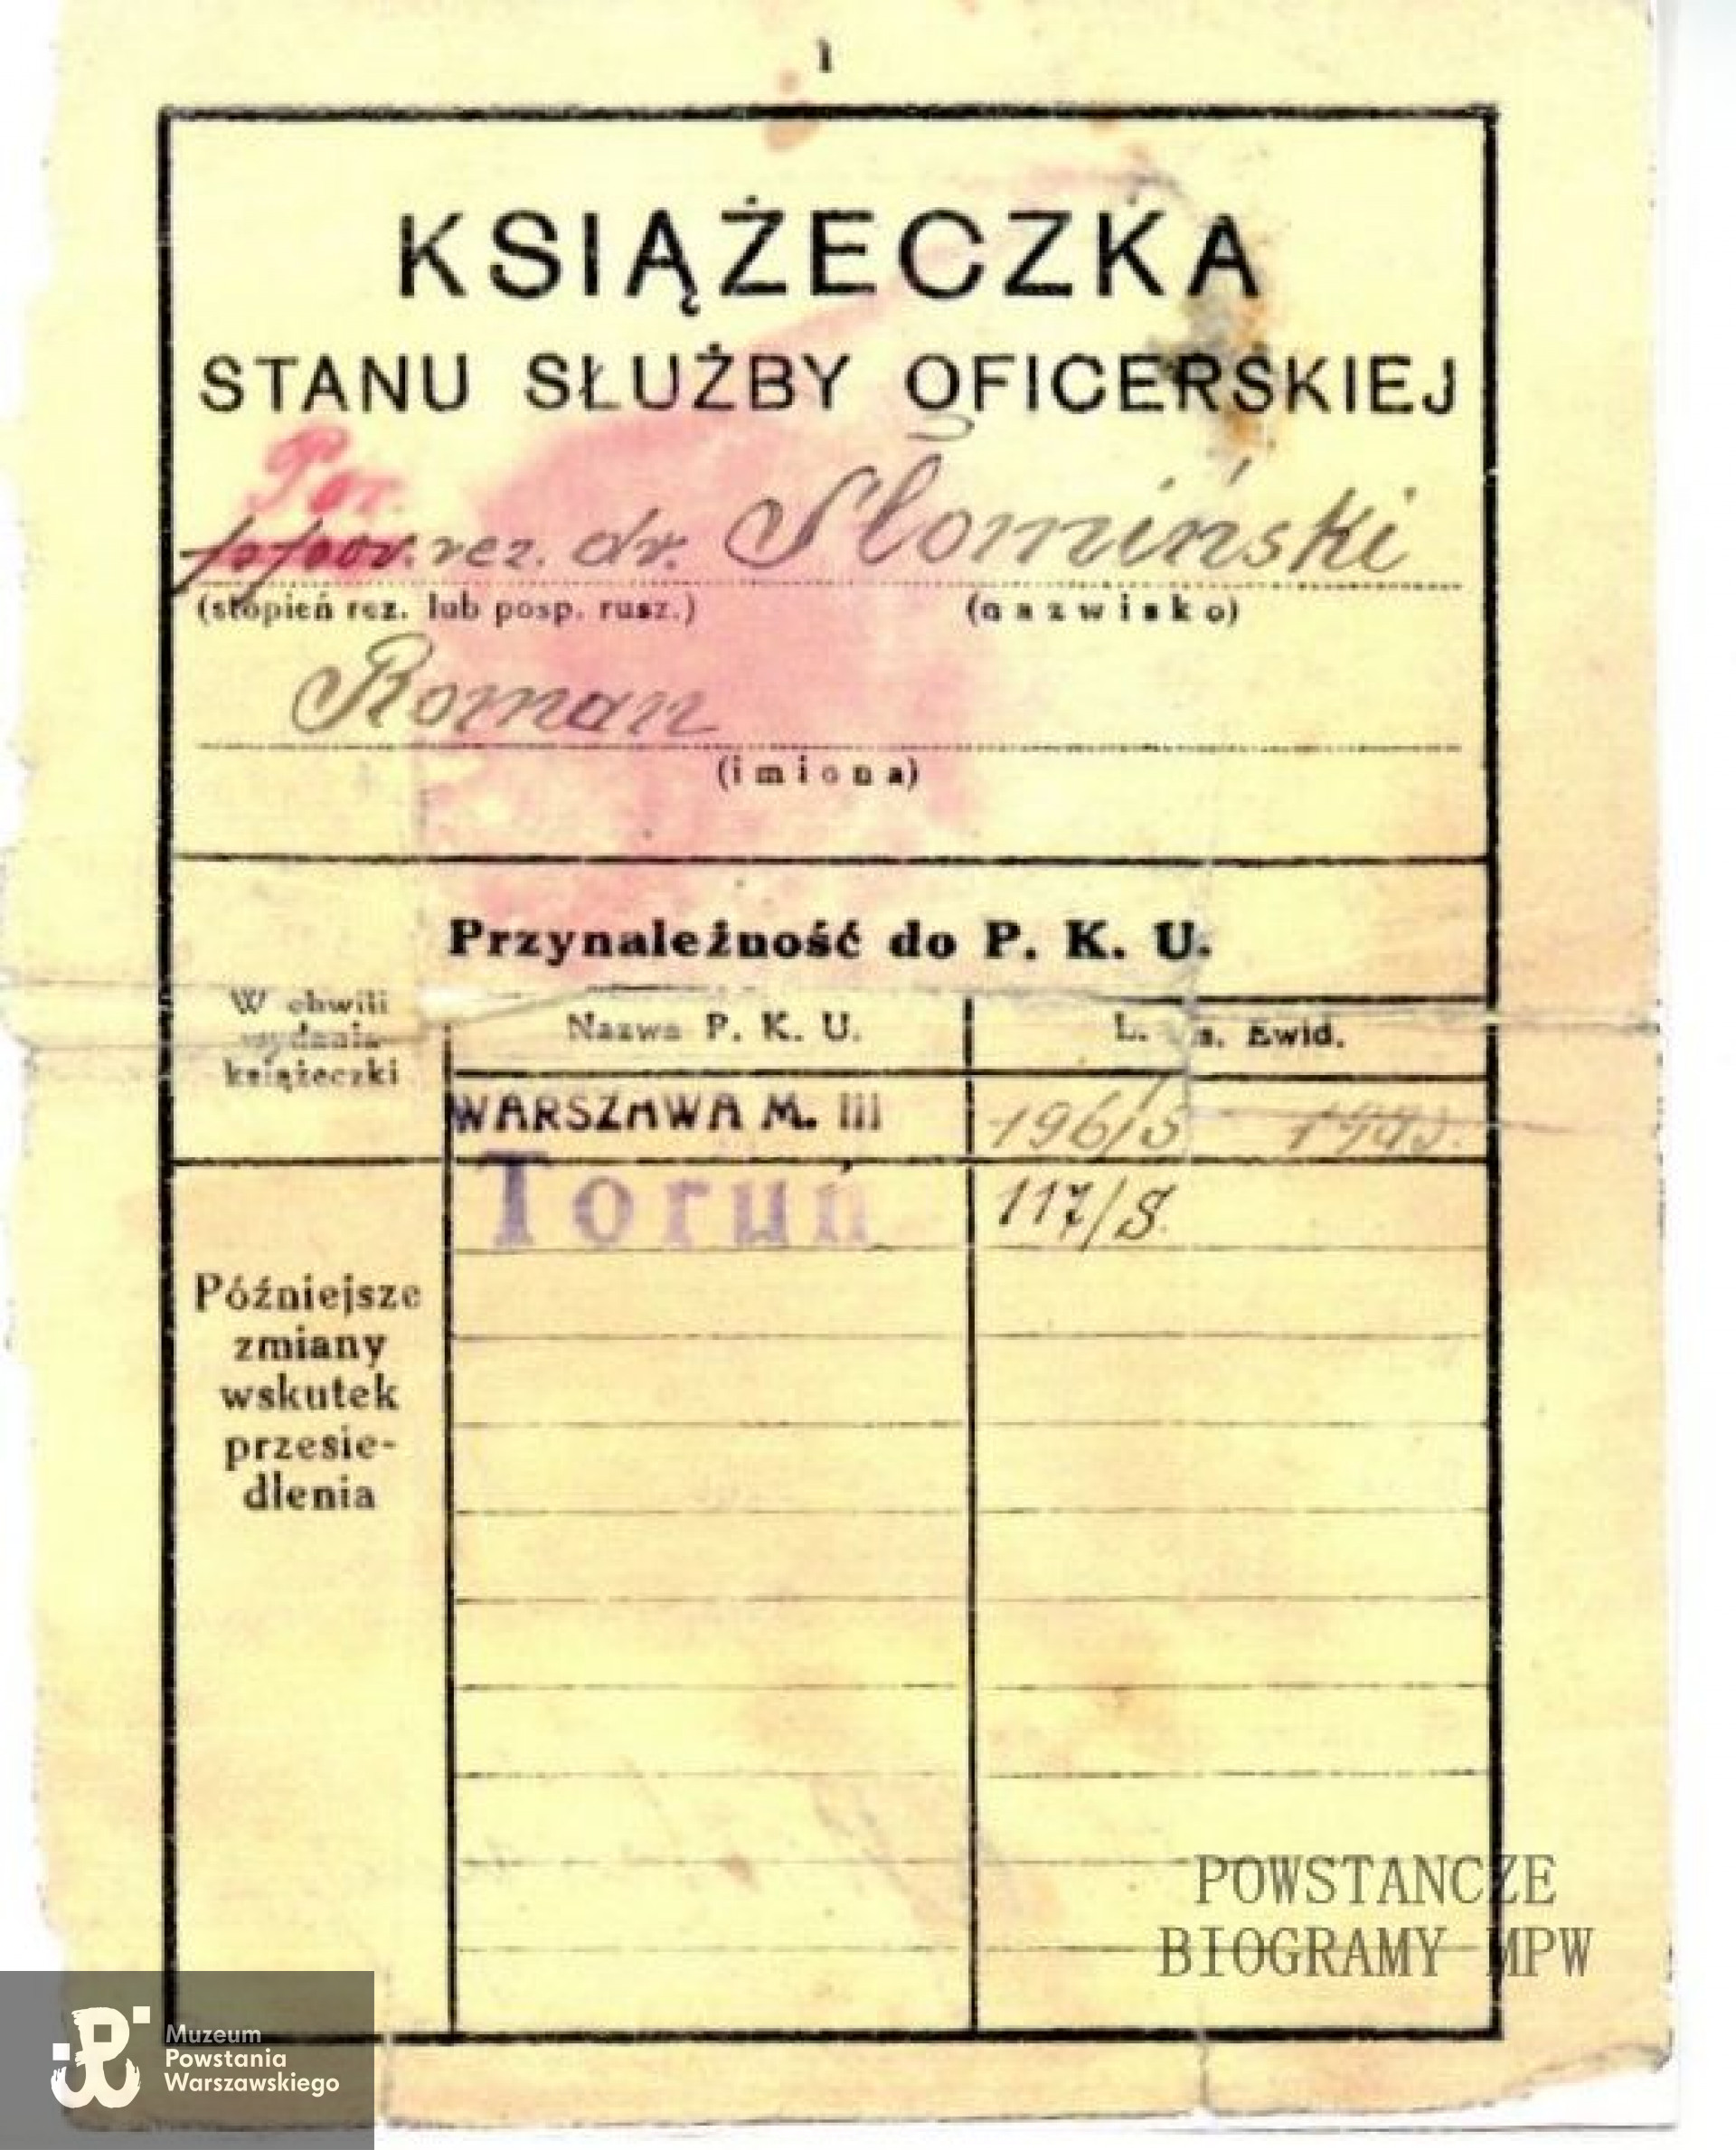 1
KSIĄŻECZKA
STANU SŁUŻBY OFICERSKIEJ
Por.
ppor. rez. dr. Słomiński
(stopień rez. lub posp. rusz.) (nazwisko)
Roman
(imiona)
Przynależność do P. K. U.
W chwili
wydania
książeczki
Nazwa P. K. U. L. s. Ewid.
WARSZAWA M. III 196/S
Toruń 117/S.
Późniejsze
zmiany
wskutek
przesie-
dlenia
POWSTANCZE
BIOGRAMY MPW
Muzeum
Powstania
Warszawskiego